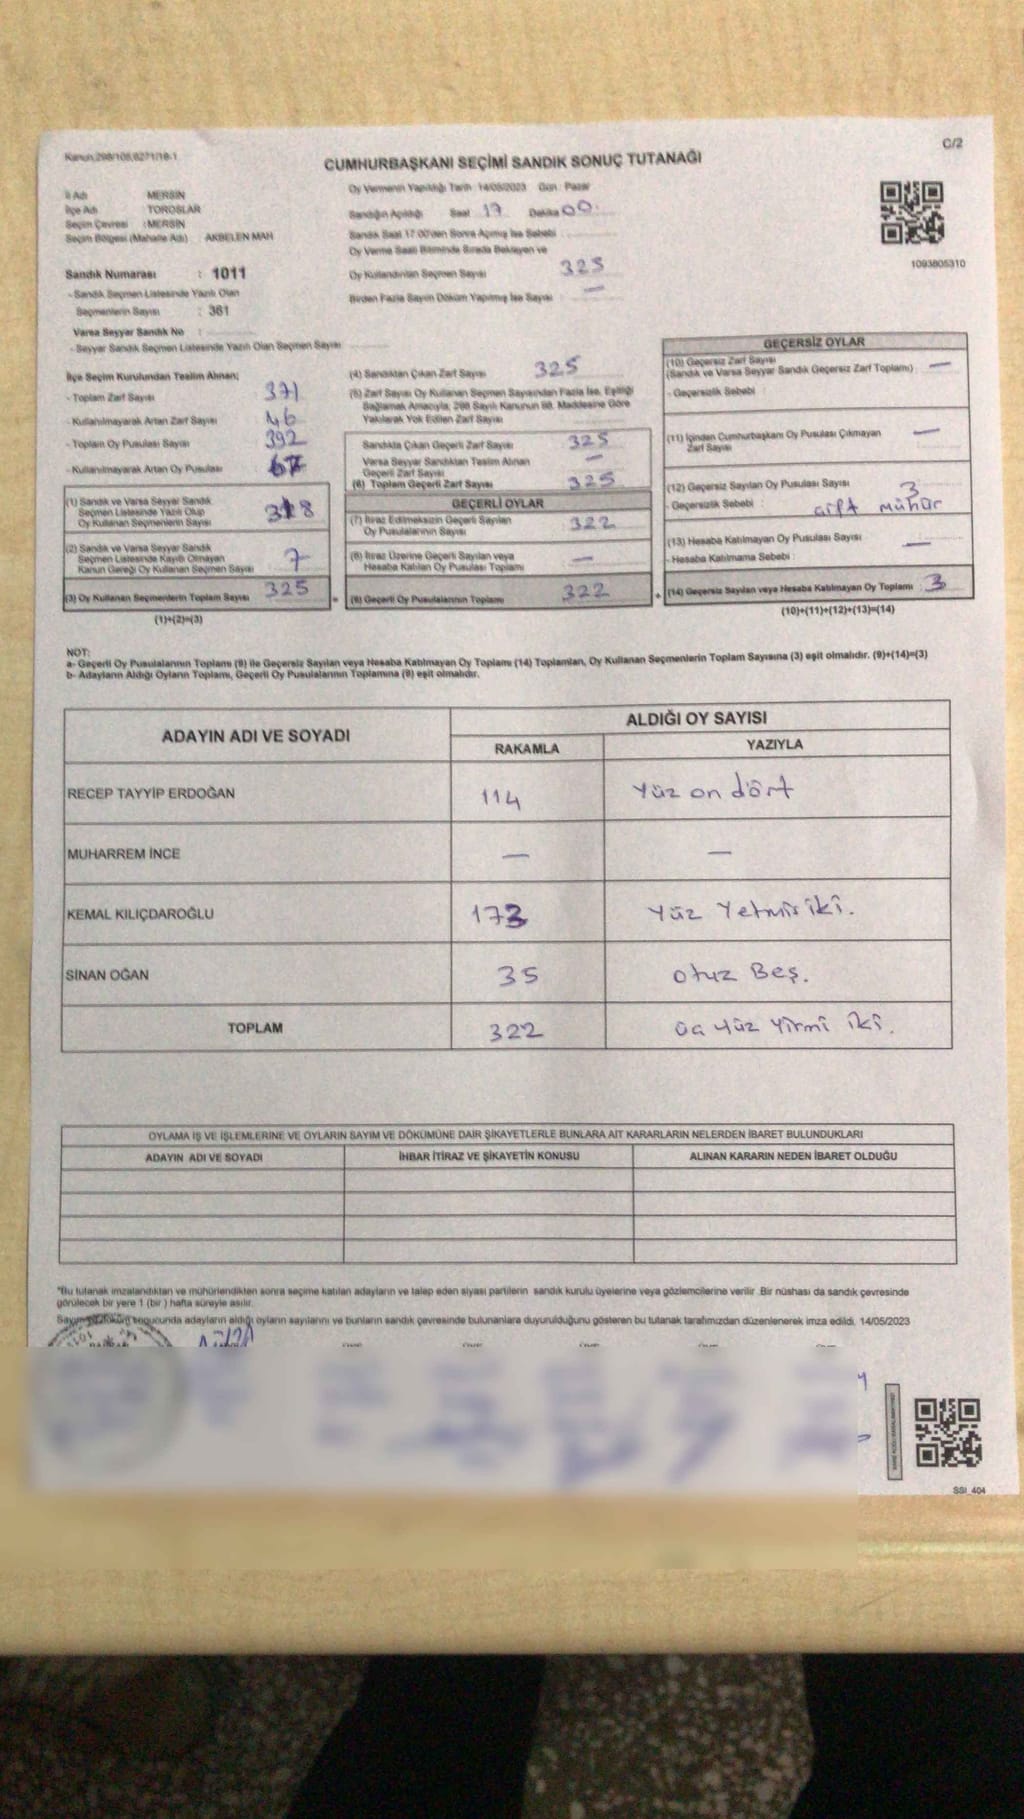 Kanun:298/105,6271/19-1
C/2
CUMHURBAŞKANI SEÇİMİ SANDIK SONUÇ TUTANAĞI
İl Adı MERSİN
İlçe Adı TOROSLAR
Seçim Çevresi : MERSİN
Seçim Bölgesi (Mahalle Adı) AKBELEN MAH
Sandık Numarası : 1011
- Sandık Seçmen Listesinde Yazılı Olan
Seçmenlerin Sayısı : 361
Varsa Seyyar Sandık No :
- Seyyar Sandık Seçmen Listesinde Yazılı Olan Seçmen Sayısı
Oy Vermenin Yapıldığı Tarih 14/05/2023 Gün : Pazar
Sandığın Açıldığı Saat 17 Dakika 00
Sandık Saat 17:00'den Sonra Açılmış İse Sebebi
Oy Verme Saati Bitiminde Sırada Bekleyen ve
Oy Kullandırılan Seçmen Sayısı 325
Birden Fazla Sayım Döküm Yapılmış İse Sayısı —
1093805310
İlçe Seçim Kurulundan Teslim Alınan;
- Toplam Zarf Sayısı 371
- Kullanılmayarak Artan Zarf Sayısı 46
- Toplam Oy Pusulası Sayısı 392
- Kullanılmayarak Artan Oy Pusulası 67
(1) Sandık ve Varsa Seyyar Sandık
Seçmen Listesinde Yazılı Olup
Oy Kullanan Seçmenlerin Sayısı 318
(2) Sandık ve Varsa Seyyar Sandık
Seçmen Listesinde Kayıtlı Olmayan
Kanun Gereği Oy Kullanan Seçmen Sayısı 7
(3) Oy Kullanan Seçmenlerin Toplam Sayısı 325
(1)+(2)=(3)
(4) Sandıktan Çıkan Zarf Sayısı 325
(5) Zarf Sayısı Oy Kullanan Seçmen Sayısından Fazla İse, Eşitliği
Sağlamak Amacıyla, 298 Sayılı Kanunun 98. Maddesine Göre
Yakılarak Yok Edilen Zarf Sayısı
Sandıkta Çıkan Geçerli Zarf Sayısı 325
Varsa Seyyar Sandıktan Teslim Alınan
Geçerli Zarf Sayısı —
(6) Toplam Geçerli Zarf Sayısı 325
GEÇERLİ OYLAR
(7) İtiraz Edilmeksizin Geçerli Sayılan
Oy Pusulalarının Sayısı 322
(8) İtiraz Üzerine Geçerli Sayılan veya
Hesaba Katılan Oy Pusulası Toplamı —
(9) Geçerli Oy Pusulalarının Toplamı 322
GEÇERSİZ OYLAR
(10) Geçersiz Zarf Sayısı
(Sandık ve Varsa Seyyar Sandık Geçersiz Zarf Toplamı) —
- Geçersizlik Sebebi :
(11) İçinden Cumhurbaşkanı Oy Pusulası Çıkmayan
Zarf Sayısı —
(12) Geçersiz Sayılan Oy Pusulası Sayısı 3
- Geçersizlik Sebebi : çift mühür
(13) Hesaba Katılmayan Oy Pusulası Sayısı —
- Hesaba Katılmama Sebebi :
(14) Geçersiz Sayılan veya Hesaba Katılmayan Oy Toplamı : 3
(10)+(11)+(12)+(13)=(14)
NOT:
a- Geçerli Oy Pusulalarının Toplamı (9) ile Geçersiz Sayılan veya Hesaba Katılmayan Oy Toplamı (14) Toplamları, Oy Kullanan Seçmenlerin Toplam Sayısına (3) eşit olmalıdır. (9)+(14)=(3)
b- Adayların Aldığı Oyların Toplamı, Geçerli Oy Pusulalarının Toplamına (9) eşit olmalıdır.
ADAYIN ADI VE SOYADI
ALDIĞI OY SAYISI
RAKAMLA YAZIYLA
RECEP TAYYİP ERDOĞAN 114 Yüz on dört
MUHARREM İNCE — —
KEMAL KILIÇDAROĞLU 173 Yüz Yetmiş iki.
SİNAN OĞAN 35 otuz Beş.
TOPLAM 322 üç yüz Yirmi iki.
OYLAMA İŞ VE İŞLEMLERİNE VE OYLARIN SAYIM VE DÖKÜMÜNE DAİR ŞİKAYETLERLE BUNLARA AİT KARARLARIN NELERDEN İBARET BULUNDUKLARI
ADAYIN ADI VE SOYADI İHBAR İTİRAZ VE ŞİKAYETİN KONUSU ALINAN KARARIN NEDEN İBARET OLDUĞU
"Bu tutanak imzalandıktan ve mühürlendikten sonra seçime katılan adayların ve talep eden siyasi partilerin sandık kurulu üyelerine veya gözlemcilerine verilir .Bir nüshası da sandık çevresinde
görülecek bir yere 1 (bir ) hafta süreyle asılır.
Sayım döküm sonucunda adayların aldığı oyların sayılarını ve bunların sandık çevresinde bulunanlara duyurulduğunu gösteren bu tutanak tarafımızdan düzenlenerek imza edildi. 14/05/2023
SSI_404